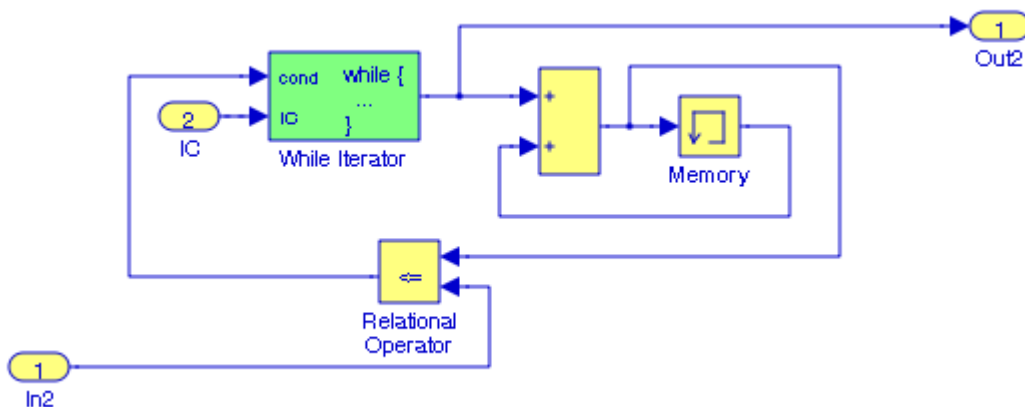 1
Out2
cond while {
...
IC }
While Iterator
2
IC
+
+
Memory
<=
Relational
Operator
1
In2